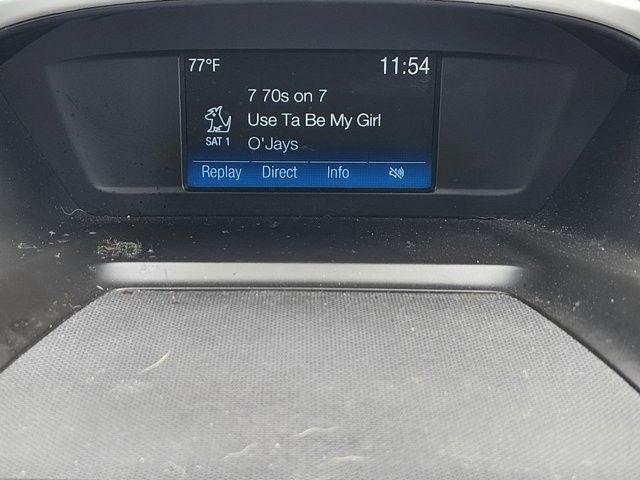 77°F 11:54
7 70s on 7
Use Ta Be My Girl
SAT 1 O'Jays
Replay Direct Info